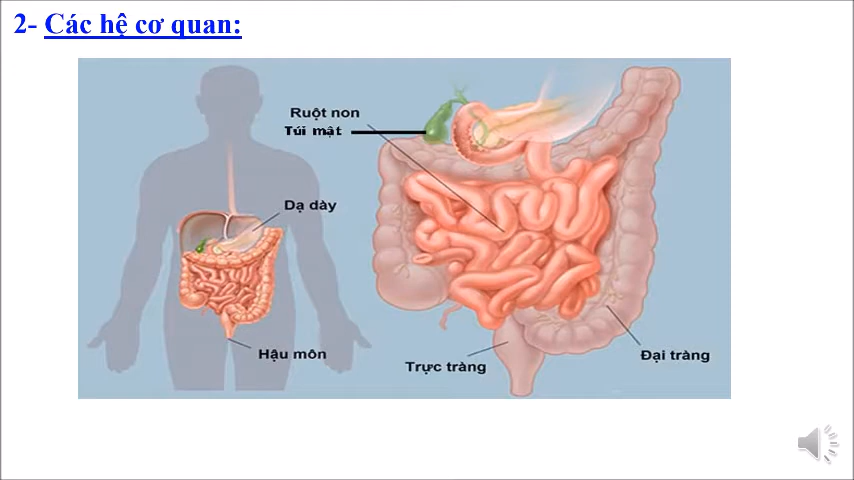 2- Các hệ cơ quan:
Ruột non
Túi mật
Dạ dày
Hậu môn
Trực tràng
Đại tràng